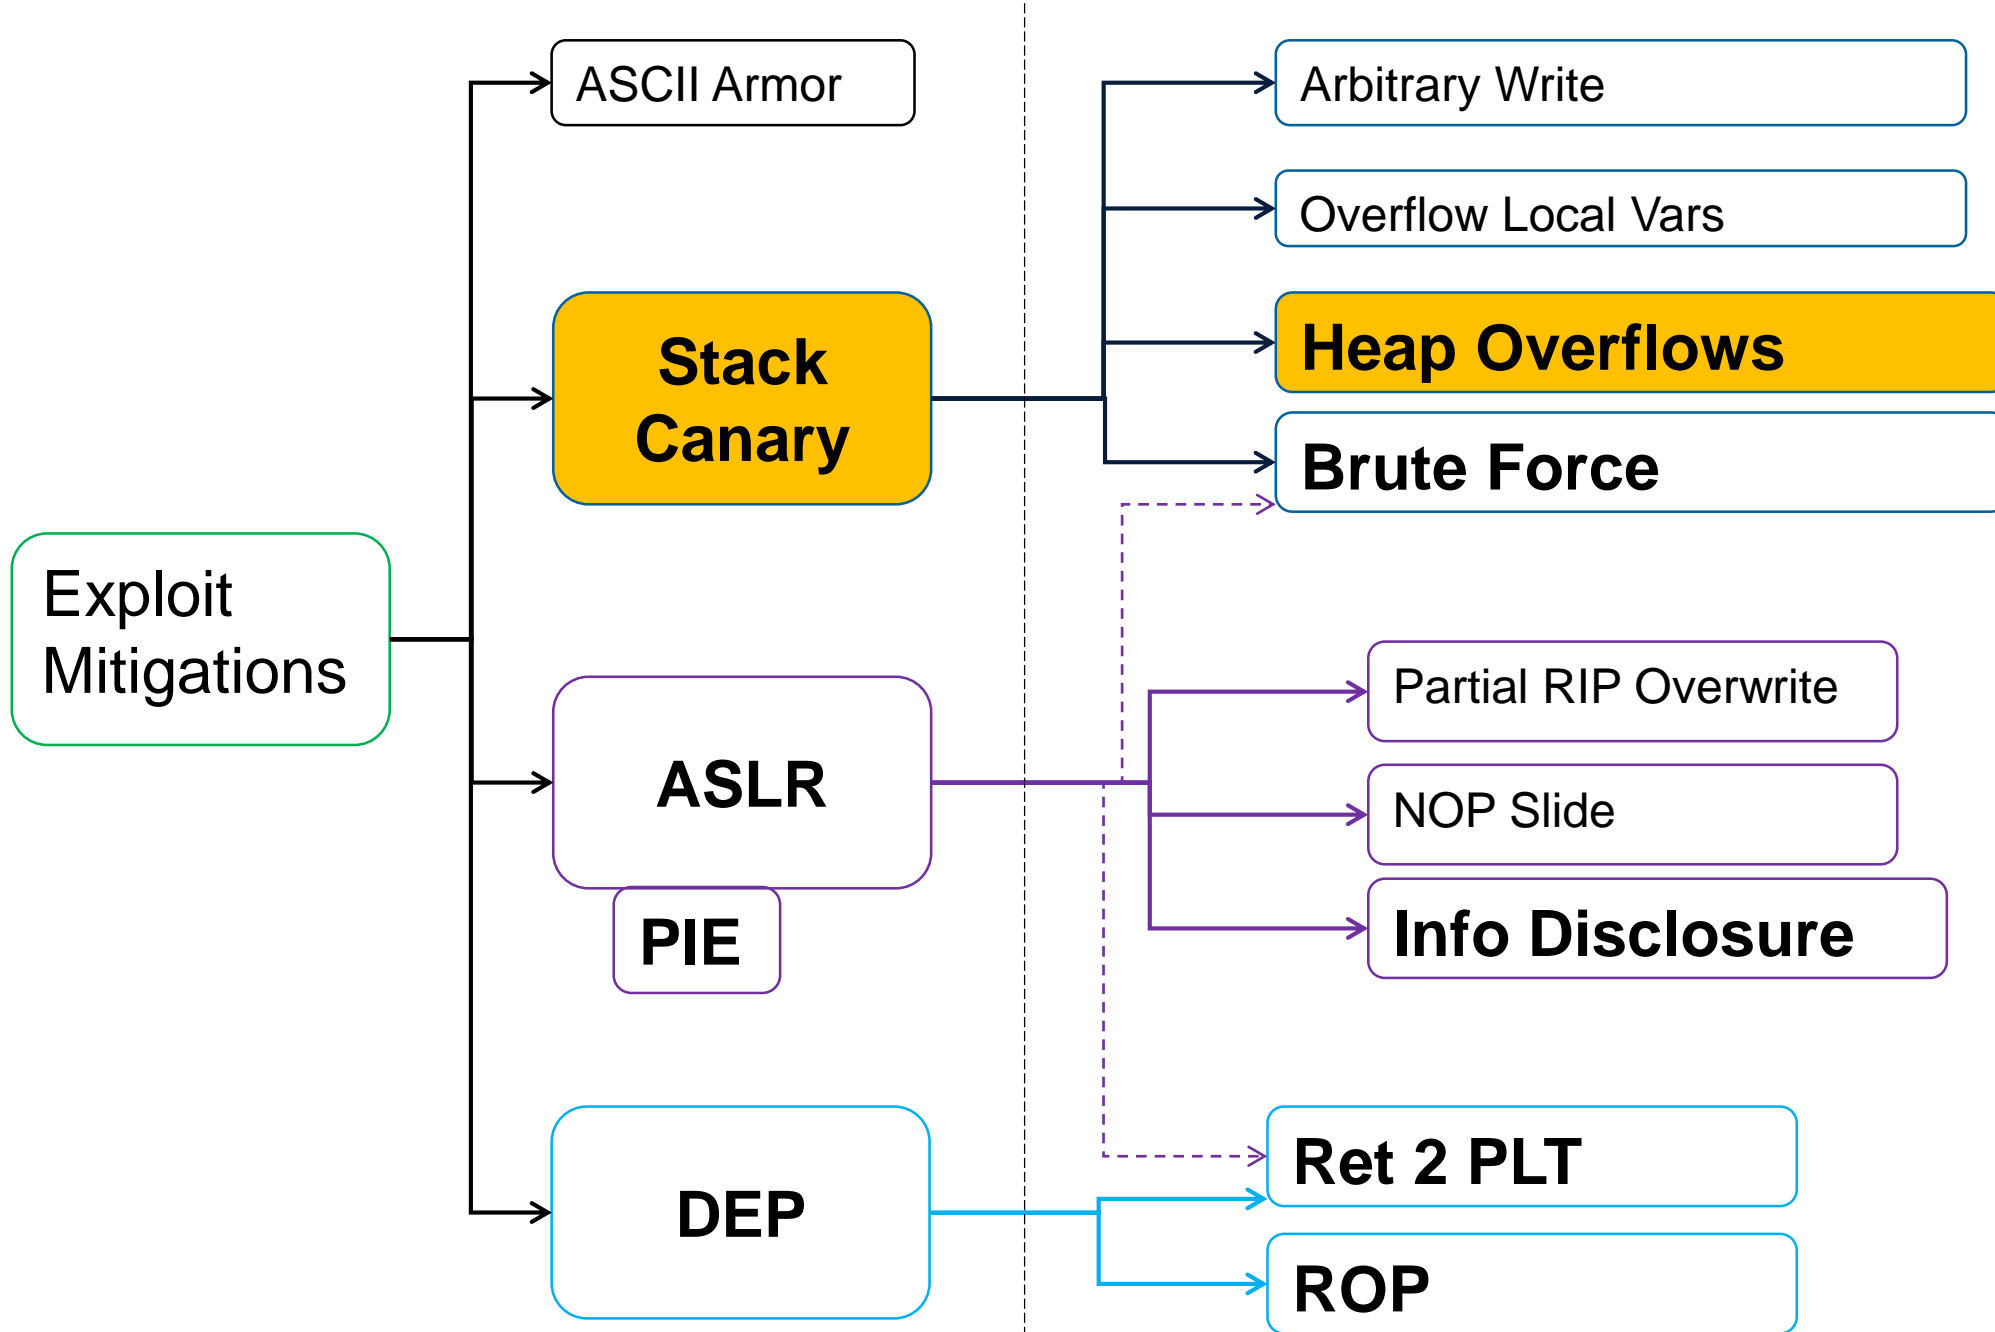 ASCII Armor
Arbitrary Write
Overflow Local Vars
Stack
Canary
Heap Overflows
Brute Force
Exploit
Mitigations
ASLR
PIE
Partial RIP Overwrite
NOP Slide
Info Disclosure
DEP
Ret 2 PLT
ROP